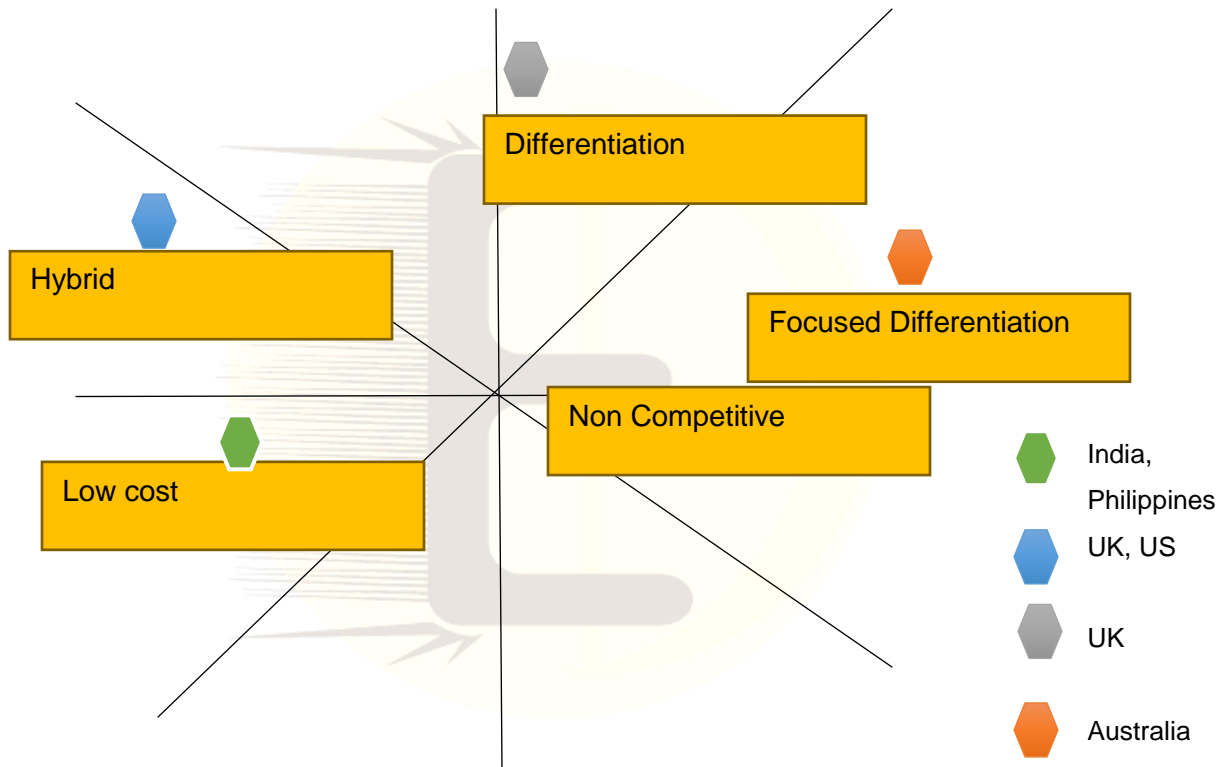 Differentiation
Hybrid
Focused Differentiation
Non Competitive
Low cost
India,
Philippines
UK, US
UK
Australia